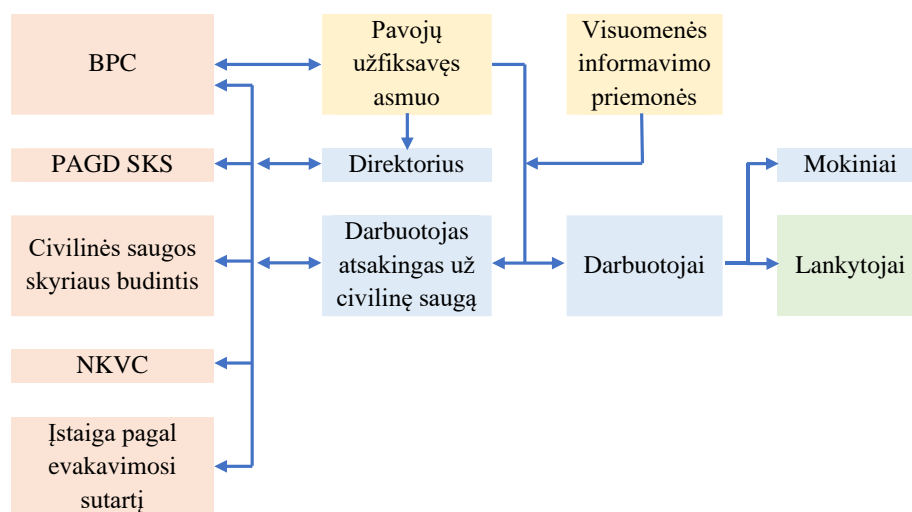 BPC
Pavojų
užfiksavęs
asmuo
Visuomenės
informavimo
priemonės
PAGD SKS
Direktorius
Mokiniai
Civilinės saugos
skyriaus budintis
Darbuotojas
atsakingas už
civilinę saugą
Darbuotojai
Lankytojai
NKVC
Įstaiga pagal
evakavimosi
sutartį